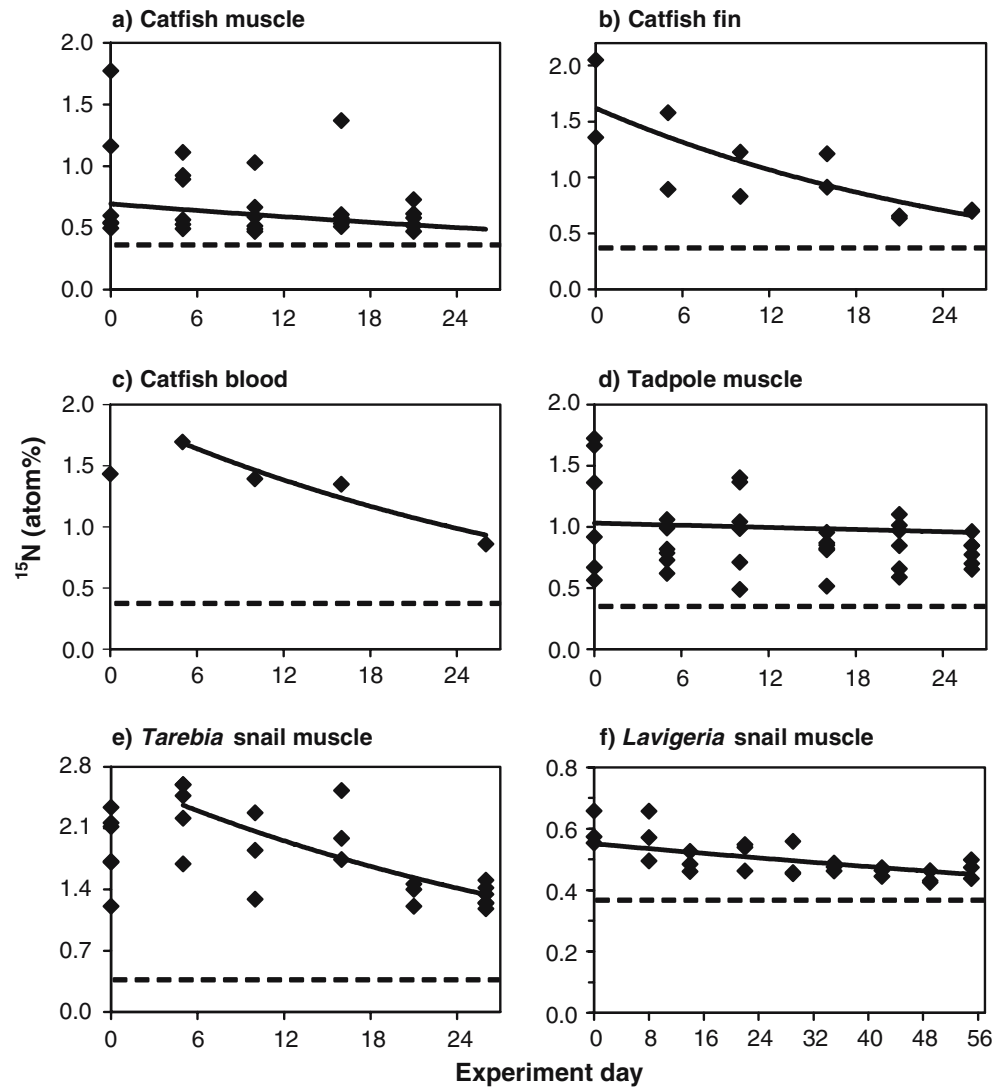 a) Catfish muscle
2.0
1.5
1.0
0.5
0.0
0 6 12 18 24
b) Catfish fin
2.0
1.5
1.0
0.5
0.0
0 6 12 18 24
c) Catfish blood
2.0
1.5
1.0
0.5
0.0
0 6 12 18 24
d) Tadpole muscle
2.0
1.5
1.0
0.5
0.0
0 6 12 18 24
e) Tarebia snail muscle
2.8
2.1
1.4
0.7
0.0
0 6 12 18 24
f) Lavigeria snail muscle
0.8
0.6
0.4
0.2
0.0
0 8 16 24 32 40 48 56
¹⁵N (atom%)
Experiment day